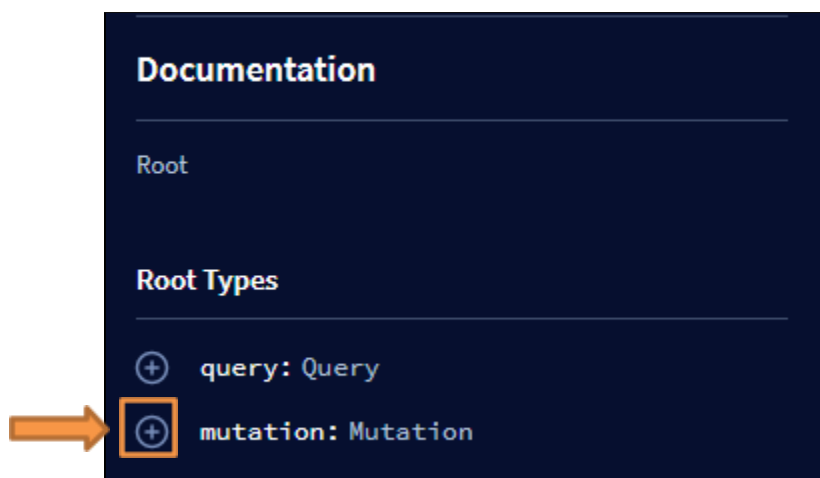 Documentation
Root
Root Types
query: Query
mutation: Mutation